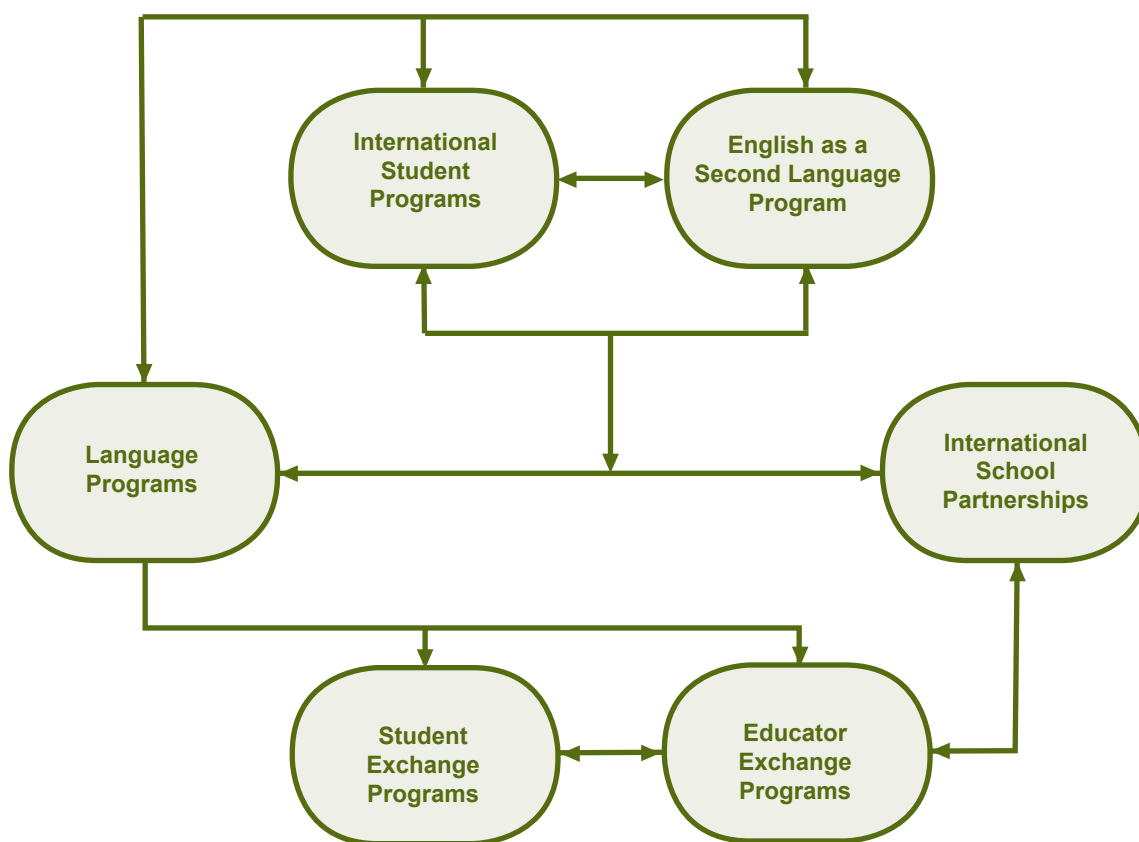 International
Student
Programs
English as a
Second Language
Program
Language
Programs
International
School
Partnerships
Student
Exchange
Programs
Educator
Exchange
Programs